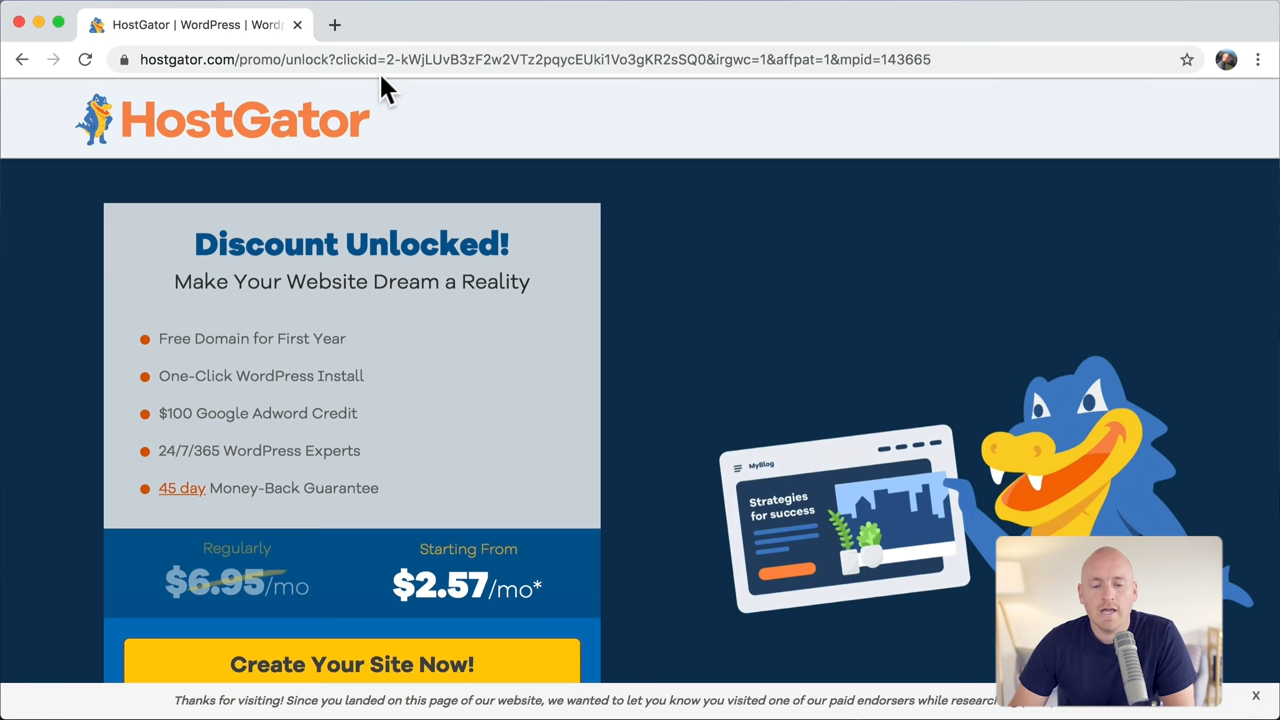 HostGator | WordPress | Word
hostgator.com/promo/unlock?clickid=2-kWjLUvB3zF2w2VTz2pqycEUki1Vo3gKR2sSQ0&irgwc=1&affpat=1&mpid=143665
HostGator
Discount Unlocked!
Make Your Website Dream a Reality
Free Domain for First Year
One-Click WordPress Install
$100 Google Adword Credit
24/7/365 WordPress Experts
45 day Money-Back Guarantee
Regularly
$6.95/mo
Starting From
$2.57/mo*
Create Your Site Now!
MyBlog
Strategies
for success
Thanks for visiting! Since you landed on this page of our website, we wanted to let you know you visited one of our paid endorsers while
X